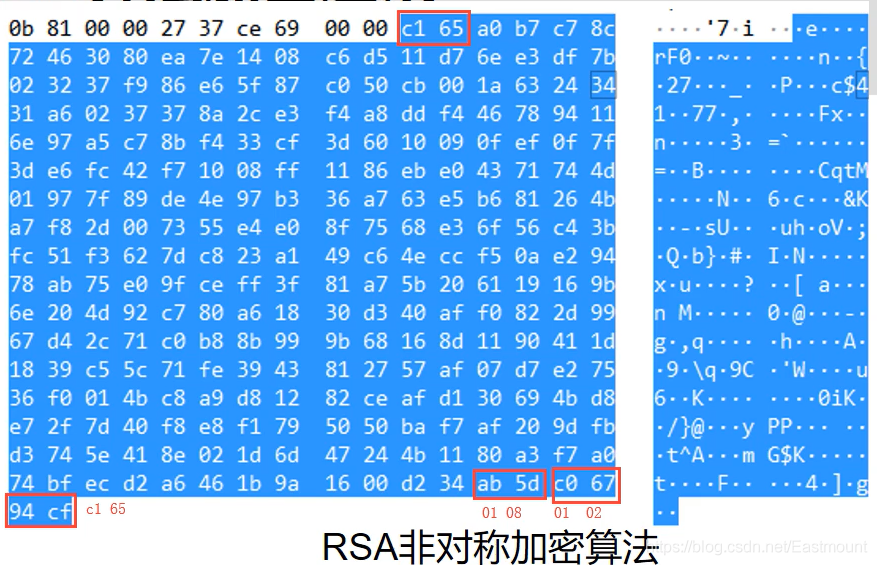 0b 81 00 00 27 37 ce 69 00 00 c1 65 a0 b7 c7 8c ····'7·i ··e····
72 46 30 80 ea 7e 14 08 c6 d5 11 d7 6e e3 df 7b rF0··~·· ····n··{
02 32 37 f9 86 e6 5f 87 c0 50 cb 00 1a 63 24 34 ·27···_· ·P···c$4
31 a6 02 37 37 8a 2c e3 f4 a8 dd f4 46 78 94 11 1··77·,· ····Fx··
6e 97 a5 c7 8b f4 33 cf 3d 60 10 09 0f ef 0f 7f n·····3· =`······
3d e6 fc 42 f7 10 08 ff 11 86 eb e0 43 71 74 4d =··B···· ····CqtM
01 97 7f 89 de 4e 97 b3 36 a7 63 e5 b6 81 26 4b ·····N·· 6·c···&K
a7 f8 2d 00 73 55 e4 e0 8f 75 68 e3 6f 56 c4 3b ··-·sU·· ·uh·oV·;
fc 51 f3 62 7d c8 23 a1 49 c6 4e cc f5 0a e2 94 ·Q·b}·#· I·N·····
78 ab 75 e0 9f ce ff 3f 81 a7 5b 20 61 19 16 9b x·u····? ··[ a···
6e 20 4d 92 c7 80 a6 18 30 d3 40 af f0 82 2d 99 n M····· 0·@···-·
67 d4 2c 71 c0 b8 8b 99 9b 68 16 8d 11 90 41 1d g·,q···· ·h····A·
18 39 c5 5c 71 fe 39 43 81 27 57 af 07 d7 e2 75 ·9·\q·9C ·'W····u
36 f0 01 4b c8 a9 d8 12 82 ce af d1 30 69 4b d8 6··K···· ····0iK·
e7 2f 7d 40 f8 e8 f1 79 50 50 ba f7 af 20 9d fb ·/}@···y PP··· ··
d3 74 5e 41 8e 02 1d 6d 47 24 4b 11 80 a3 f7 a0 ·t^A···m G$K·····
74 bf ec d2 a6 46 1b 9a 16 00 d2 34 ab 5d c0 67 t····F·· ···4·]·g
94 cf ··
c1 65 01 08 01 02
RSA非对称加密算法
https://blog.csdn.net/Eastmount